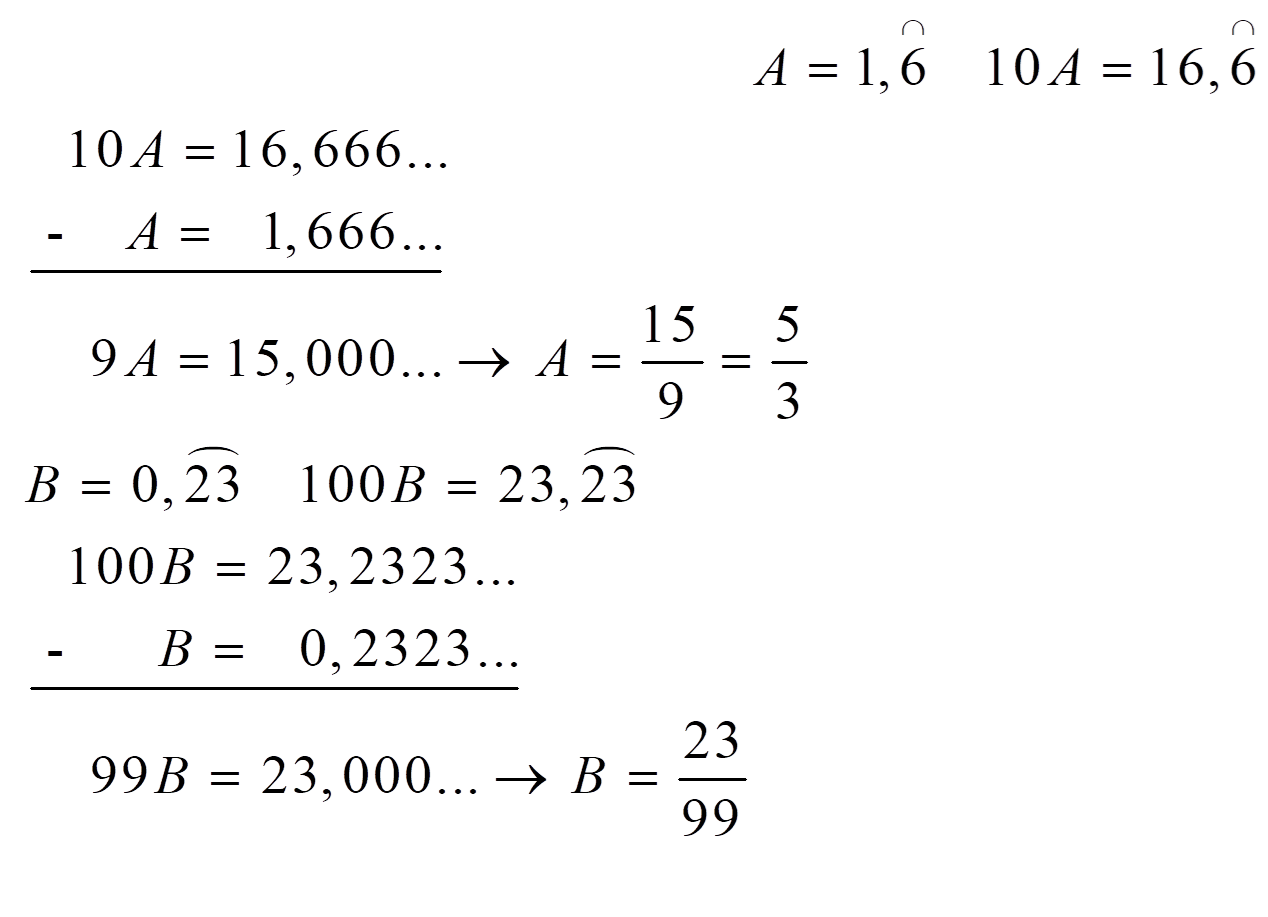 A = 1,6̑ 10A = 16,6̑
10A = 16,666...
- A = 1,666...
9A = 15,000... → A = 15/9 = 5/3
B = 0,2͡3 100B = 23,2͡3
100B = 23,2323...
- B = 0,2323...
99B = 23,000... → B = 23/99